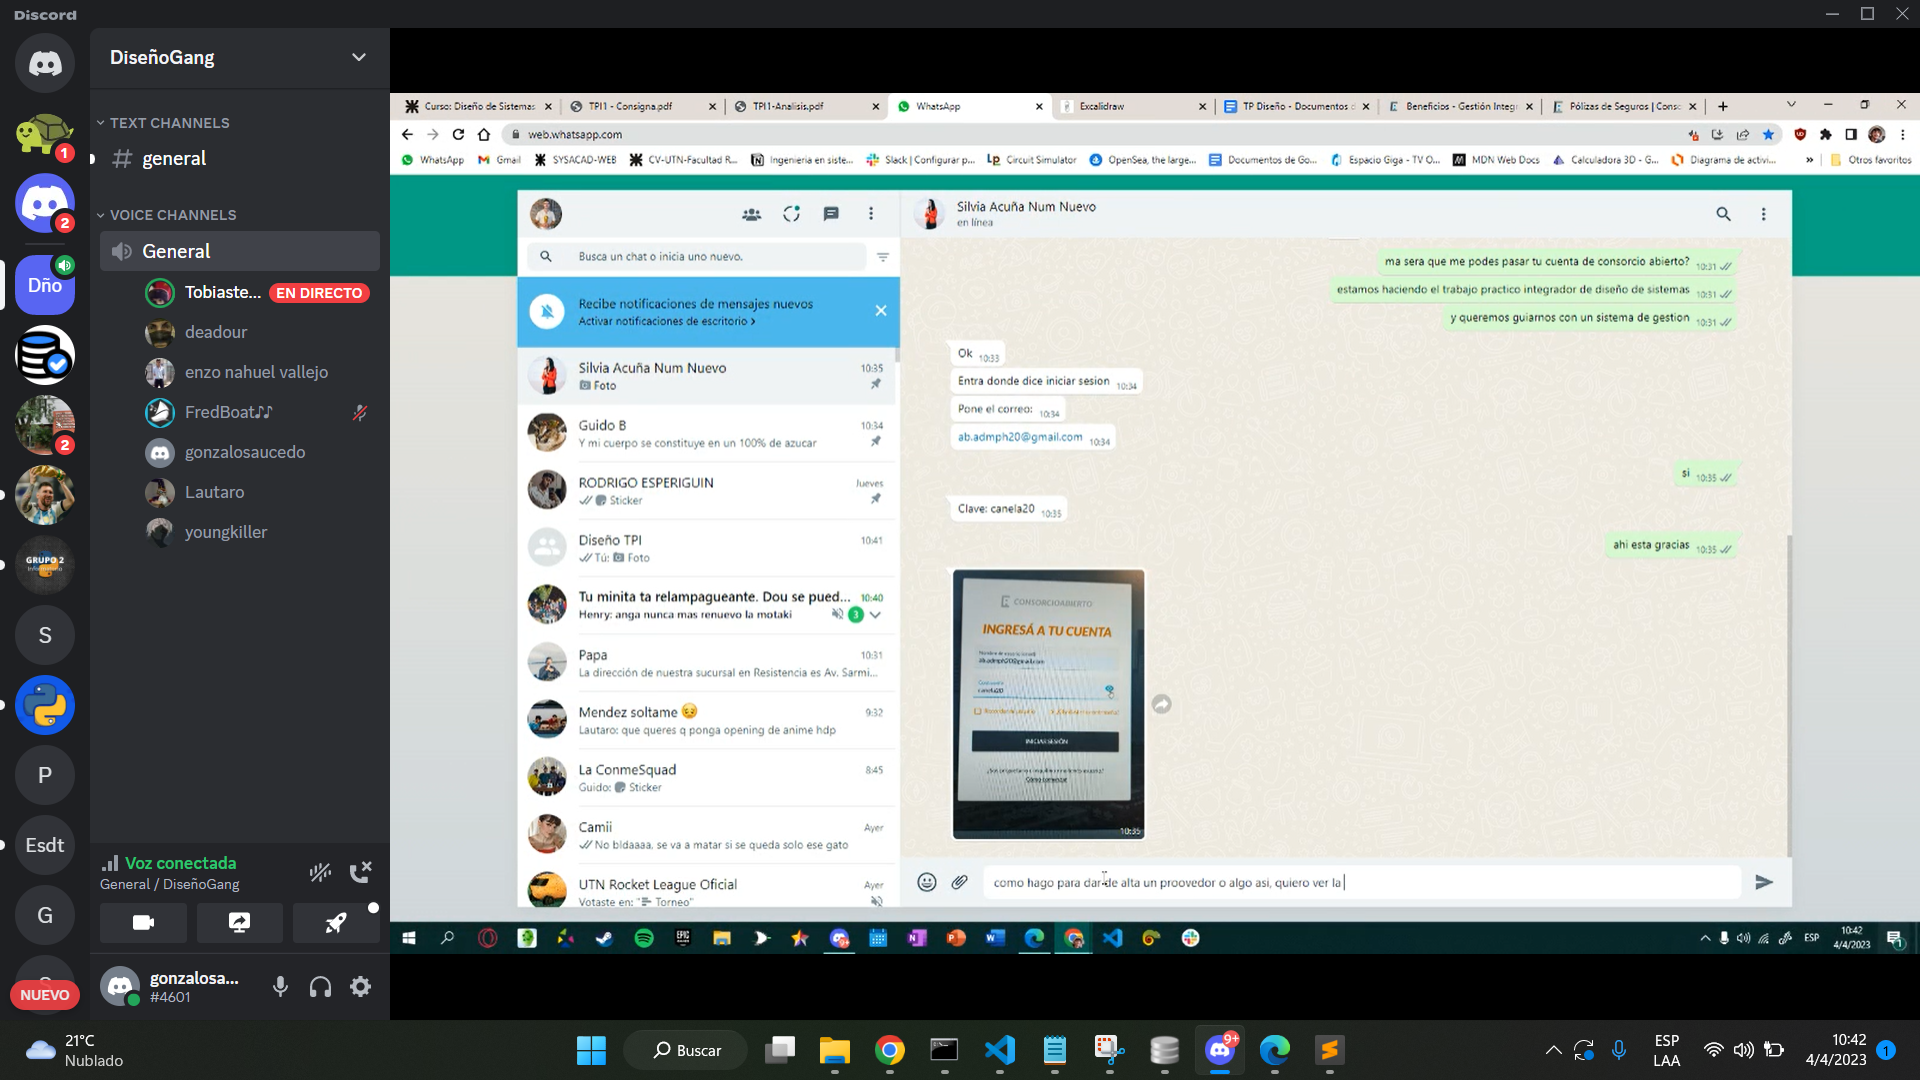 Discord
DiseñoGang
TEXT CHANNELS
general
VOICE CHANNELS
General
Tobiaste... EN DIRECTO
deadour
enzo nahuel vallejo
FredBoat♪♪
gonzalosaucedo
Lautaro
youngkiller
1
2
Dño
2
GRUPO 2
S
P
Esdt
G
NUEVO
Voz conectada
General / DiseñoGang
gonzalosa...
#4601
Curso: Diseño de Sistemas
TPI1 - Consigna.pdf
TPI1-Analisis.pdf
WhatsApp
Excalidraw
TP Diseño - Documentos d
Beneficios - Gestión Integr
Pólizas de Seguros | Conso
web.whatsapp.com
WhatsApp
Gmail
SYSACAD-WEB
CV-UTN-Facultad R...
Ingenieria en siste...
Slack | Configurar p...
Circuit Simulator
OpenSea, the large...
Documentos de Go...
Espacio Giga - TV O...
MDN Web Docs
Calculadora 3D - G...
Diagrama de activi...
»
Otros favoritos
Busca un chat o inicia uno nuevo.
Recibe notificaciones de mensajes nuevos
Activar notificaciones de escritorio >
Silvia Acuña Num Nuevo 10:35
Foto
Guido B 10:34
Y mi cuerpo se constituye en un 100% de azucar
RODRIGO ESPERIGUIN Jueves
Sticker
Diseño TPI 10:41
Tú: Foto
Tu minita ta relampagueante. Dou se pued... 10:40
Henry: anga nunca mas renuevo la motaki 3
Papa 10:31
La dirección de nuestra sucursal en Resistencia es Av. Sarmi...
Mendez soltame 😔 9:32
Lautaro: que queres q ponga opening de anime hdp
La ConmeSquad 8:45
Guido: Sticker
Camii Ayer
No bldaaaa, se va a matar si se queda solo ese gato
UTN Rocket League Oficial Ayer
Votaste en: "Torneo"
Silvia Acuña Num Nuevo
en línea
ma sera que me podes pasar tu cuenta de consorcio abierto? 10:31
estamos haciendo el trabajo practico integrador de diseño de sistemas 10:31
y queremos guiarnos con un sistema de gestion 10:31
Ok 10:33
Entra donde dice iniciar sesion 10:34
Pone el correo: 10:34
ab.admph20@gmail.com 10:34
si 10:35
Clave: canela20 10:35
ahi esta gracias 10:35
CONSORCIOABIERTO
INGRESÁ A TU CUENTA
ab.admph20@gmail.com
canela20
INICIAR SESIÓN
10:35
como hago para dar de alta un proovedor o algo asi, quiero ver la
ESP
10:42
4/4/2023
1
21°C
Nublado
Buscar
9+
ESP
LAA
10:42
4/4/2023
1